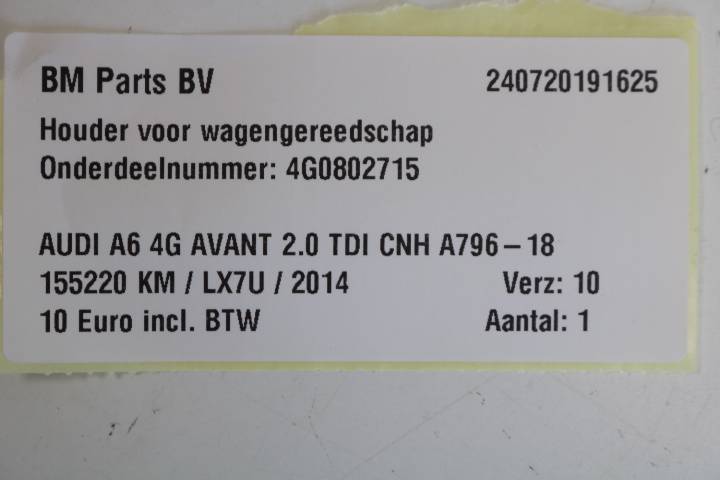 BM Parts BV 240720191625
Houder voor wagengereedschap
Onderdeelnummer: 4G0802715
AUDI A6 4G AVANT 2.0 TDI CNH A796-18
155220 KM / LX7U / 2014 Verz: 10
10 Euro incl. BTW Aantal: 1